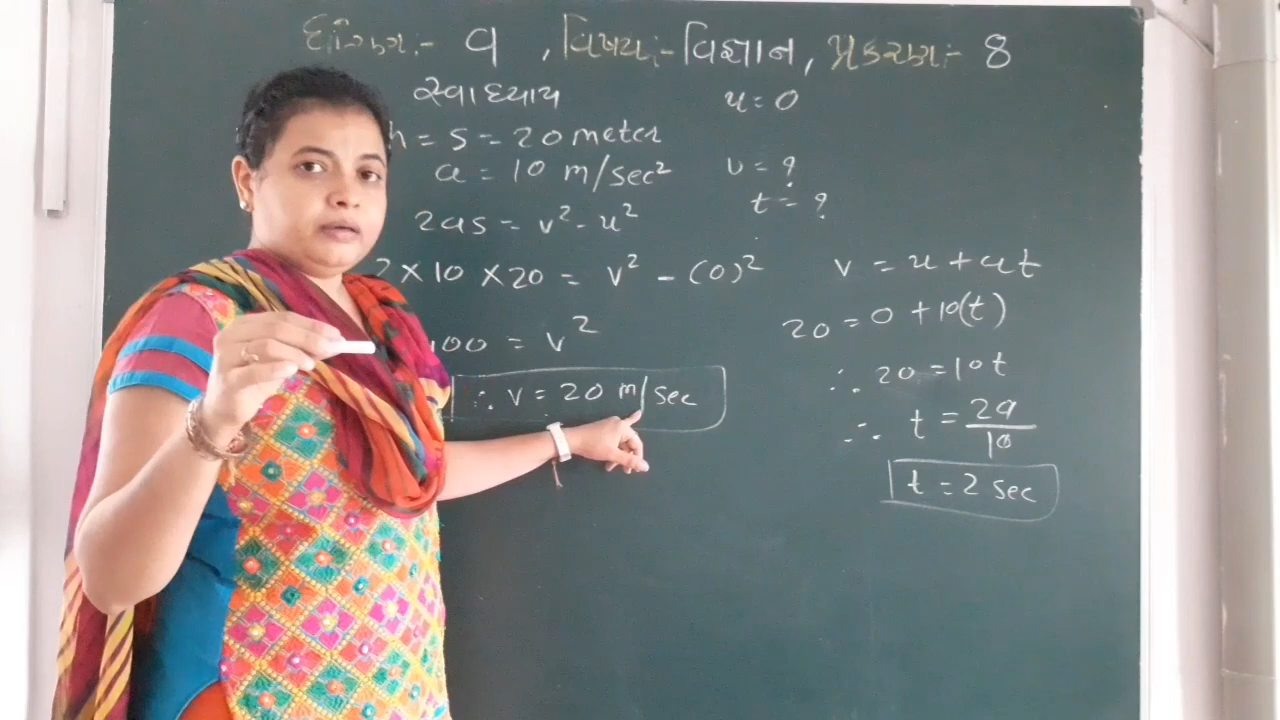 ધોરણ:- ૯, વિષય:- વિજ્ઞાન, પ્રકરણ:- 8
સ્વાધ્યાય
h = s = 20 meter
a = 10 m/sec²
u = 0
v = ?
t = ?
2as = v² - u²
2 × 10 × 20 = v² - (0)²
400 = v²
∴ v = 20 m/sec
v = u + at
20 = 0 + 10(t)
∴ 20 = 10t
∴ t = 20/10
t = 2 sec